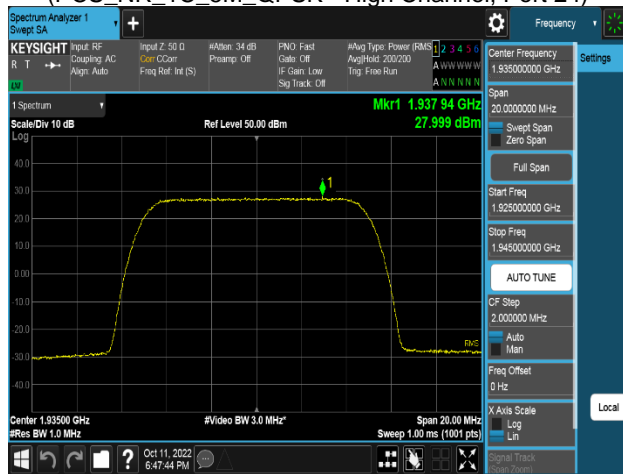 Spectrum Analyzer 1
Swept SA
Frequency
KEYSIGHT
R T
Input: RF
Coupling: AC
Align: Auto
Input Z: 50 Ω
Corr CCorr
Freq Ref: Int (S)
#Atten: 34 dB
Preamp: Off
PNO: Fast
Gate: Off
IF Gain: Low
Sig Track: Off
#Avg Type: Power (RMS
Avg|Hold: 200/200
Trig: Free Run
1 2 3 4 5 6
A W W W W W
A N N N N N
Center Frequency
1.935000000 GHz
Settings
Span
20.0000000 MHz
Swept Span
Zero Span
Full Span
Start Freq
1.925000000 GHz
Stop Freq
1.945000000 GHz
AUTO TUNE
CF Step
2.000000 MHz
Auto
Man
Freq Offset
0 Hz
X Axis Scale
Log
Lin
Local
Signal Track
(Span Zoom)
1 Spectrum
Scale/Div 10 dB
Log
Ref Level 50.00 dBm
Mkr1 1.937 94 GHz
27.999 dBm
40.0
30.0
20.0
10.0
0.00
-10.0
-20.0
-30.0
-40.0
1
RMS
Center 1.93500 GHz
#Res BW 1.0 MHz
#Video BW 3.0 MHz*
Span 20.00 MHz
Sweep 1.00 ms (1001 pts)
Oct 11, 2022
6:47:44 PM